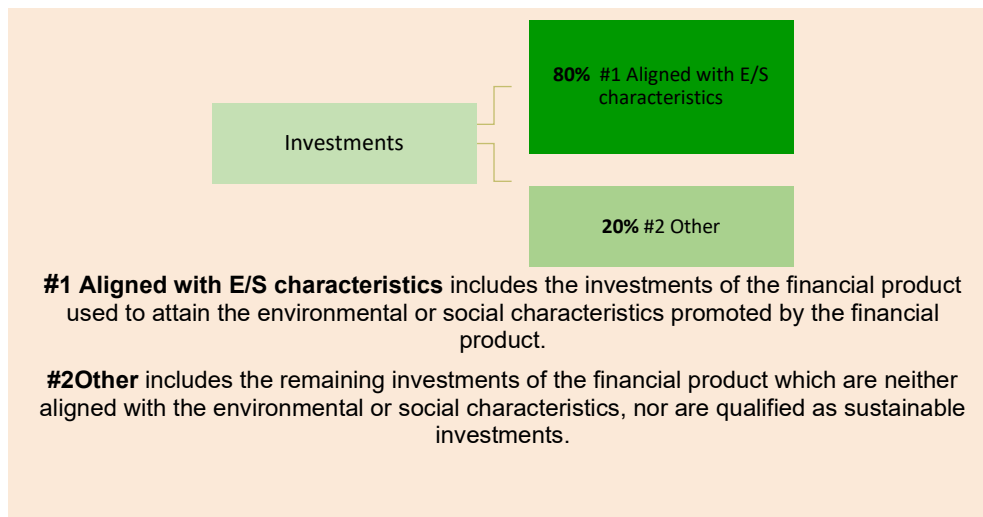 80% #1 Aligned with E/S
characteristics
Investments
20% #2 Other
#1 Aligned with E/S characteristics includes the investments of the financial product
used to attain the environmental or social characteristics promoted by the financial
product.
#2Other includes the remaining investments of the financial product which are neither
aligned with the environmental or social characteristics, nor are qualified as sustainable
investments.